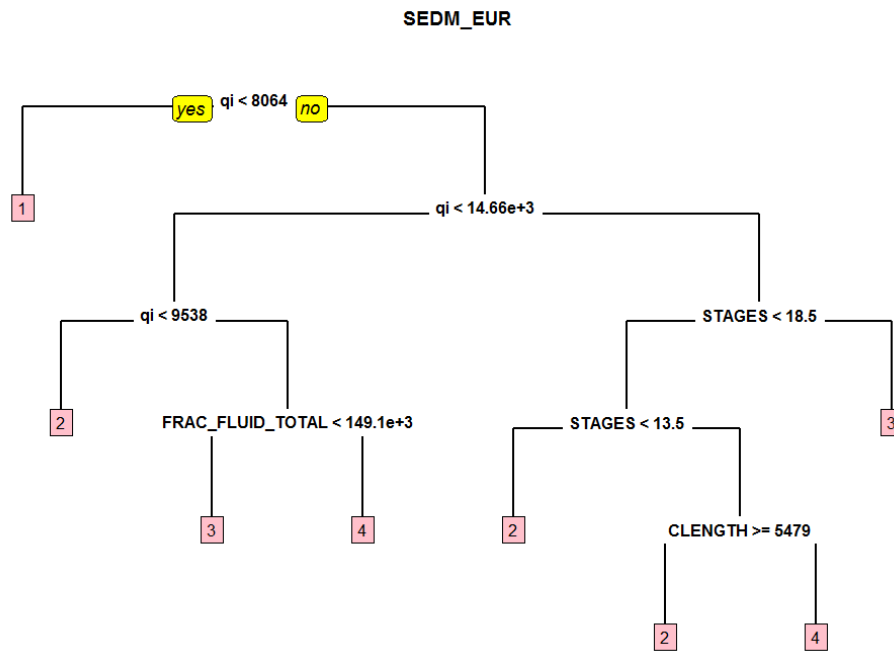 SEDM_EUR
yes qi < 8064 no
1
qi < 14.66e+3
qi < 9538
STAGES < 18.5
2
FRAC_FLUID_TOTAL < 149.1e+3
STAGES < 13.5
3
3
4
2
CLENGTH >= 5479
2
4